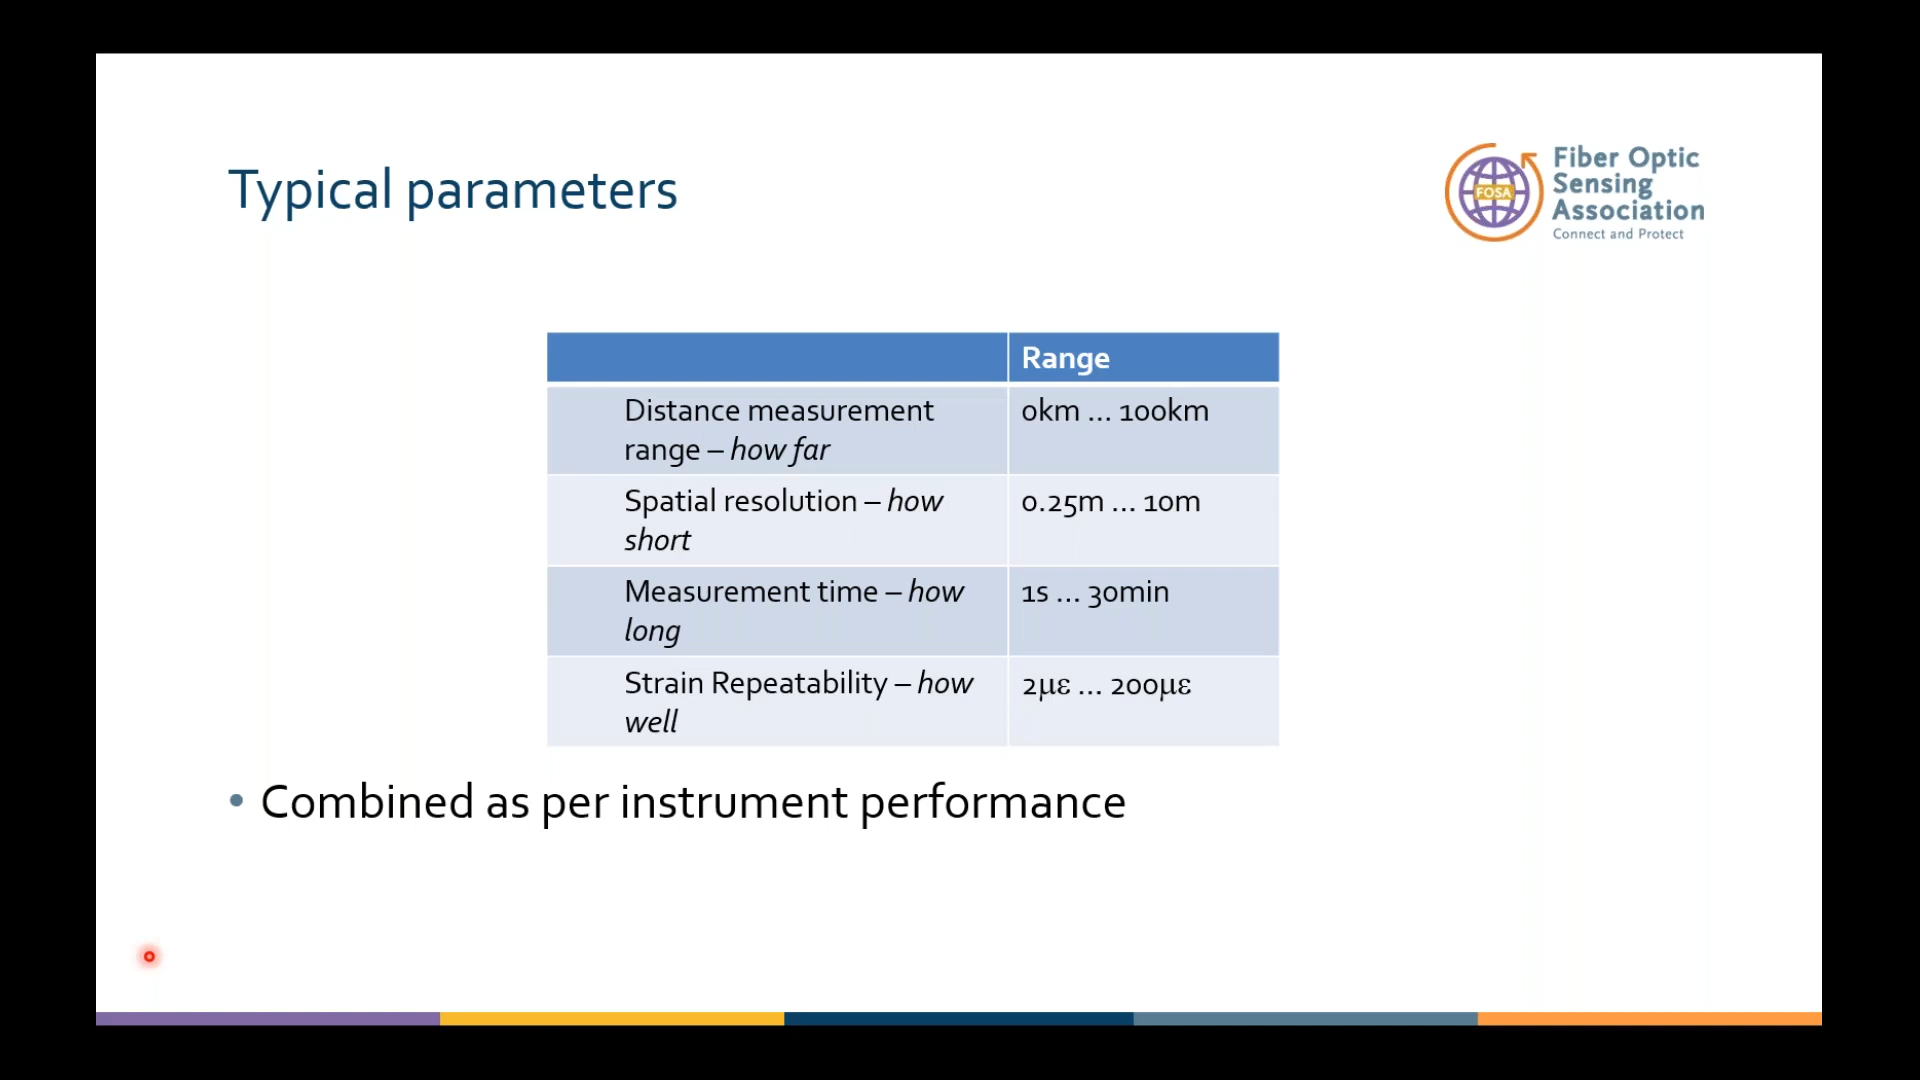 Typical parameters
FOSA
Fiber Optic
Sensing
Association
Connect and Protect
Range
Distance measurement
range – how far
0km ... 100km
Spatial resolution – how
short
0.25m ... 10m
Measurement time – how
long
1s ... 30min
Strain Repeatability – how
well
2με ... 200με
• Combined as per instrument performance